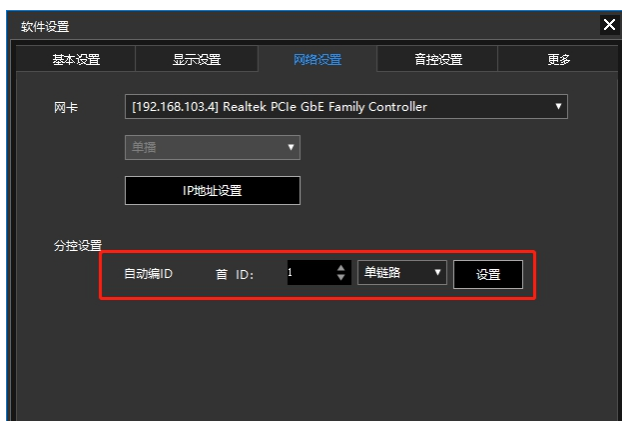 软件设置
基本设置 显示设置 网络设置 音控设置 更多
网卡 [192.168.103.4] Realtek PCIe GbE Family Controller
单播
IP地址设置
分控设置
自动编ID 首 ID: 1 单链路 设置